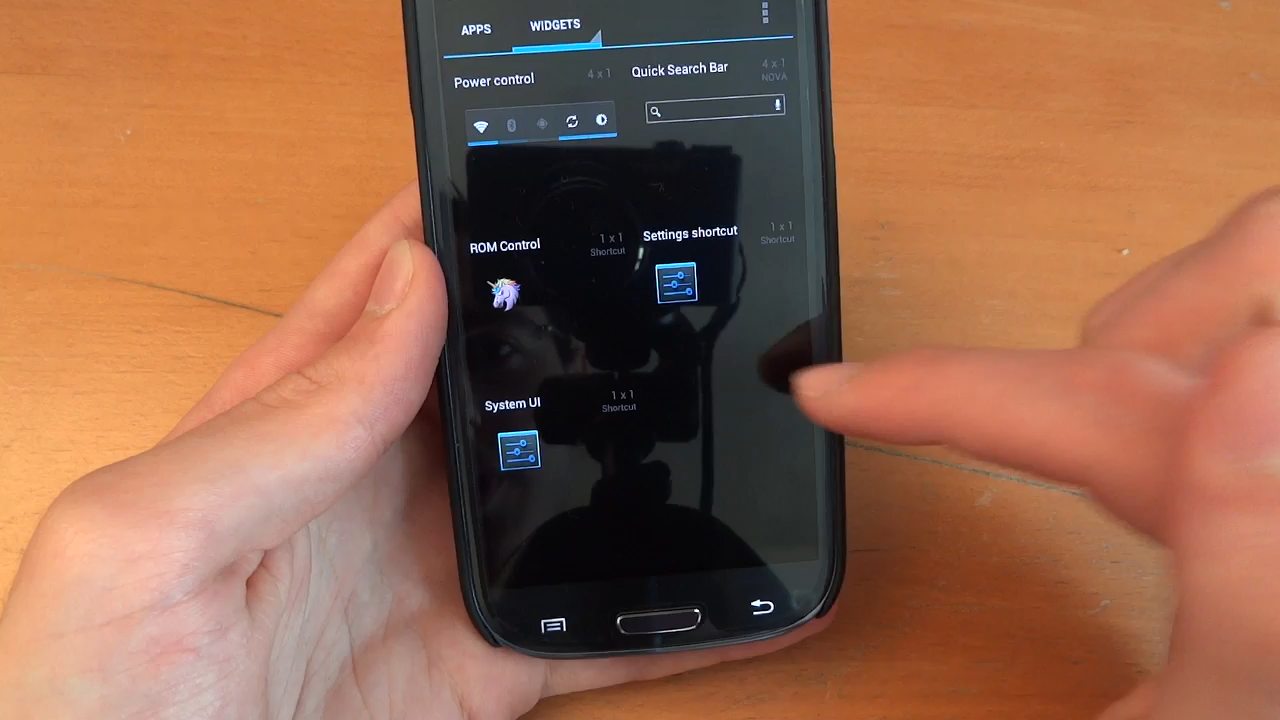 APPS WIDGETS
Power control 4 x 1
Quick Search Bar 4 x 1
NOVA
ROM Control 1 x 1
Shortcut
Settings shortcut 1 x 1
Shortcut
System UI 1 x 1
Shortcut